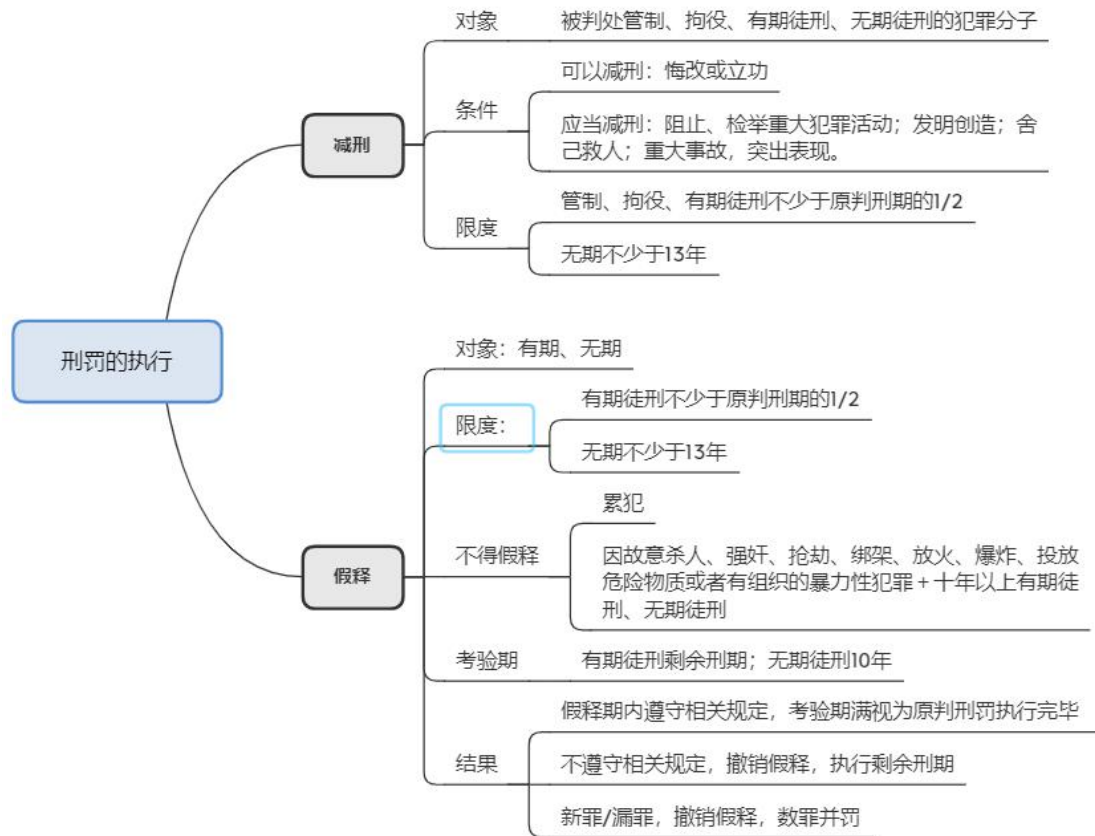 刑罚的执行
减刑
对象
被判处管制、拘役、有期徒刑、无期徒刑的犯罪分子
条件
可以减刑：悔改或立功
应当减刑：阻止、检举重大犯罪活动；发明创造；舍
己救人；重大事故，突出表现。
限度
管制、拘役、有期徒刑不少于原判刑期的1/2
无期不少于13年
假释
对象：有期、无期
限度：
有期徒刑不少于原判刑期的1/2
无期不少于13年
不得假释
累犯
因故意杀人、强奸、抢劫、绑架、放火、爆炸、投放
危险物质或者有组织的暴力性犯罪+十年以上有期徒
刑、无期徒刑
考验期
有期徒刑剩余刑期；无期徒刑10年
结果
假释期内遵守相关规定，考验期满视为原判刑罚执行完毕
不遵守相关规定，撤销假释，执行剩余刑期
新罪/漏罪，撤销假释，数罪并罚